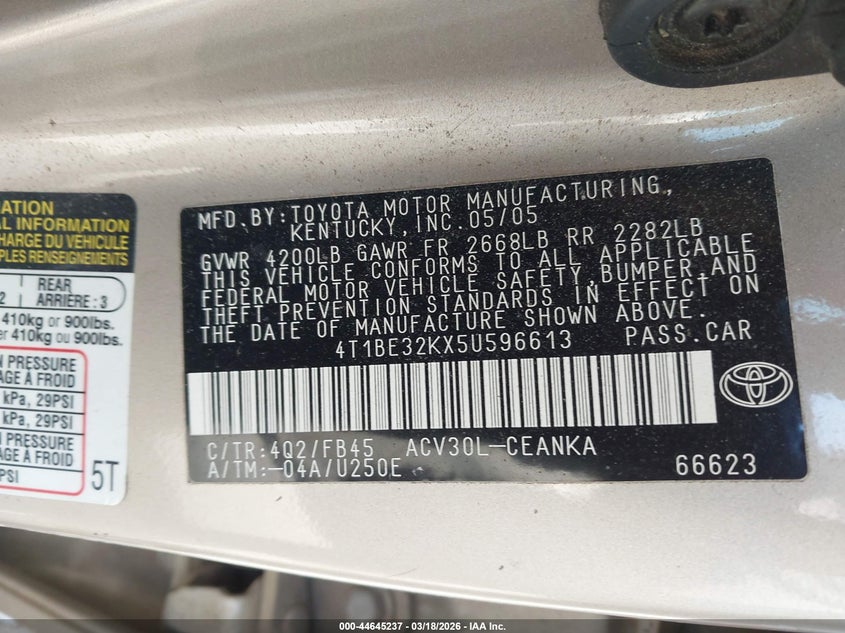 ATION
AL INFORMATION
CHARGE DU VÉHICULE
PLES RENSEIGNEMENTS
2
REAR
ARRIÈRE : 3
410kg or 900lbs.
er 410kg ou 900lbs.
PRESSURE
AGE À FROID
kPa, 29PSI
kPa, 29PSI
PRESSURE
AGE À FROID
PSI
5T
MFD.BY:TOYOTA MOTOR MANUFACTURING,
KENTUCKY,INC.05/05
GVWR 4200LB GAWR FR 2668LB RR 2282LB
THIS VEHICLE CONFORMS TO ALL APPLICABLE
FEDERAL MOTOR VEHICLE SAFETY,BUMPER,AND
THEFT PREVENTION STANDARDS IN EFFECT ON
THE DATE OF MANUFACTURE SHOWN ABOVE.
4T1BE32KX5U596613 PASS.CAR
C/TR:4Q2/FB45 ACV30L-CEANKA
A/TM:-04A/U250E 66623
000-44645237 - 03/18/2026 - IAA Inc.